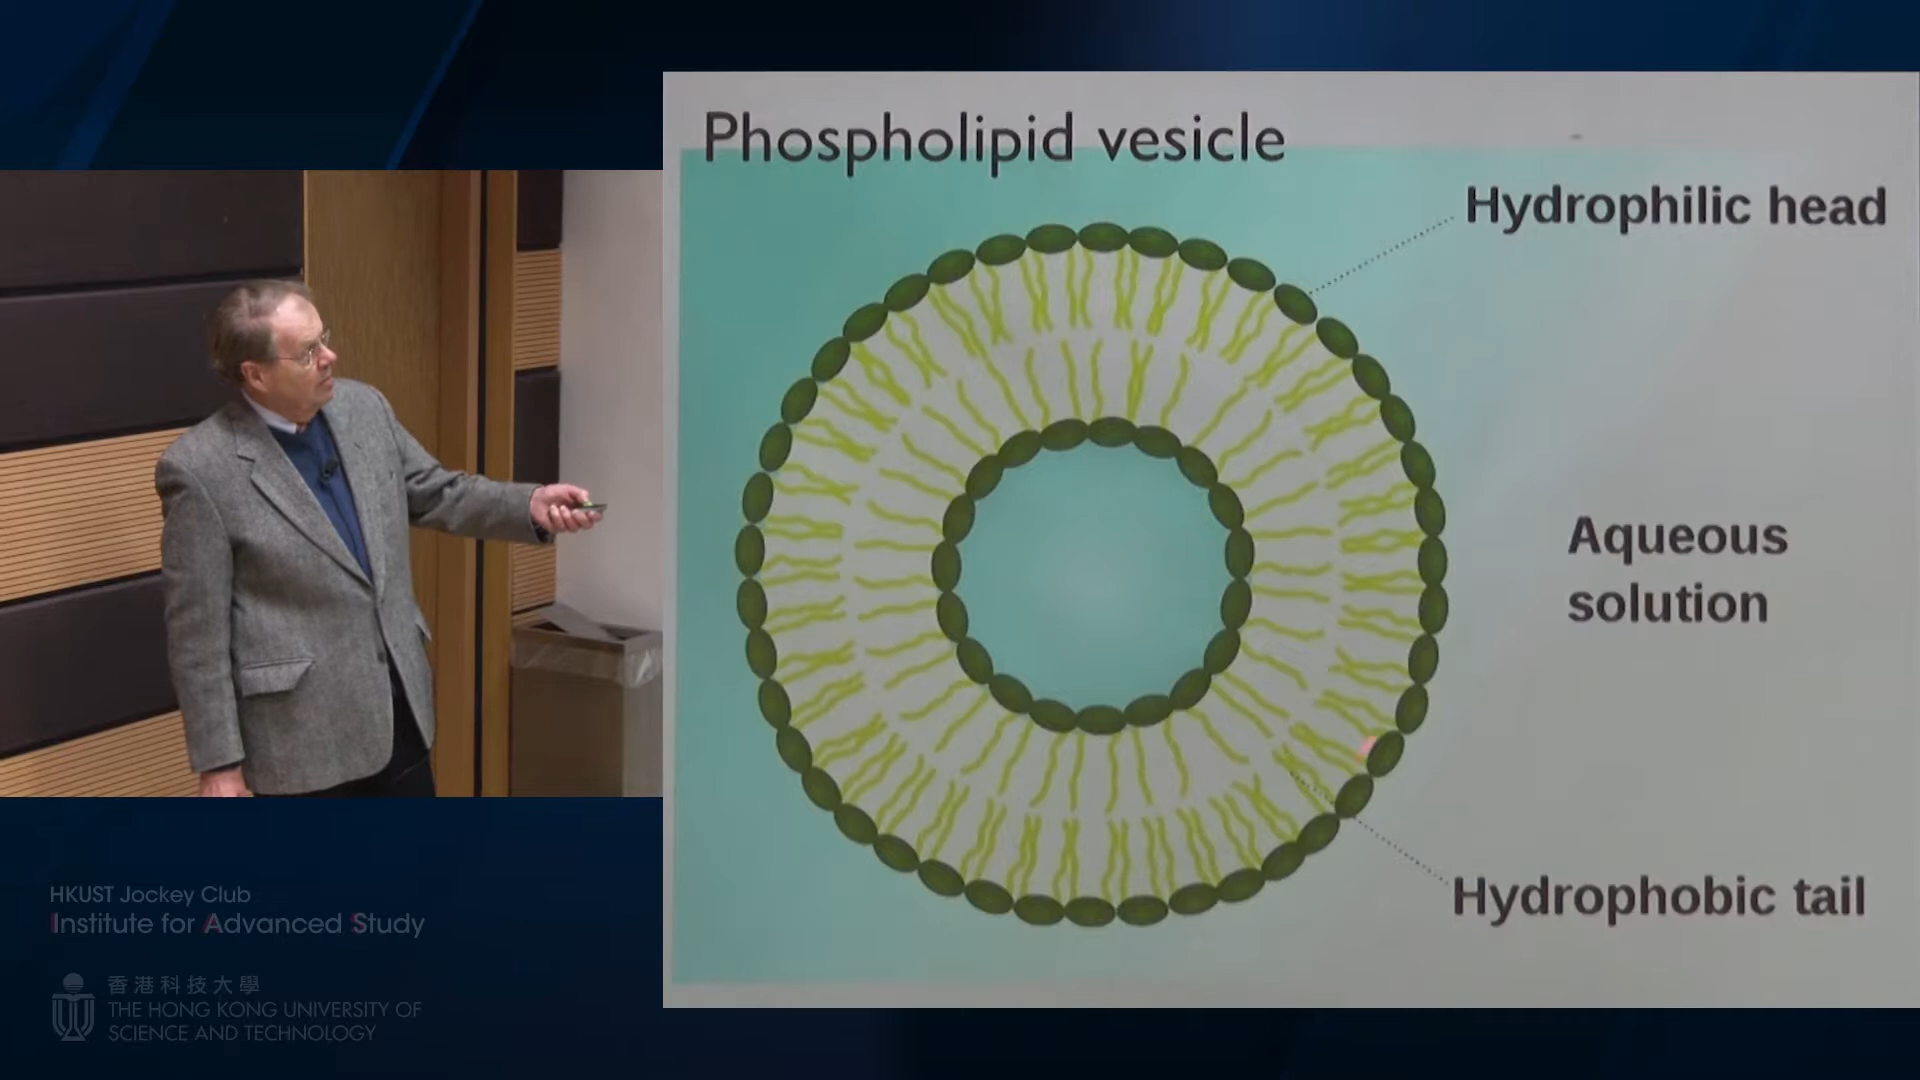 Phospholipid vesicle
Hydrophilic head
Aqueous
solution
Hydrophobic tail
HKUST Jockey Club
Institute for Advanced Study
香港科技大學
THE HONG KONG UNIVERSITY OF
SCIENCE AND TECHNOLOGY